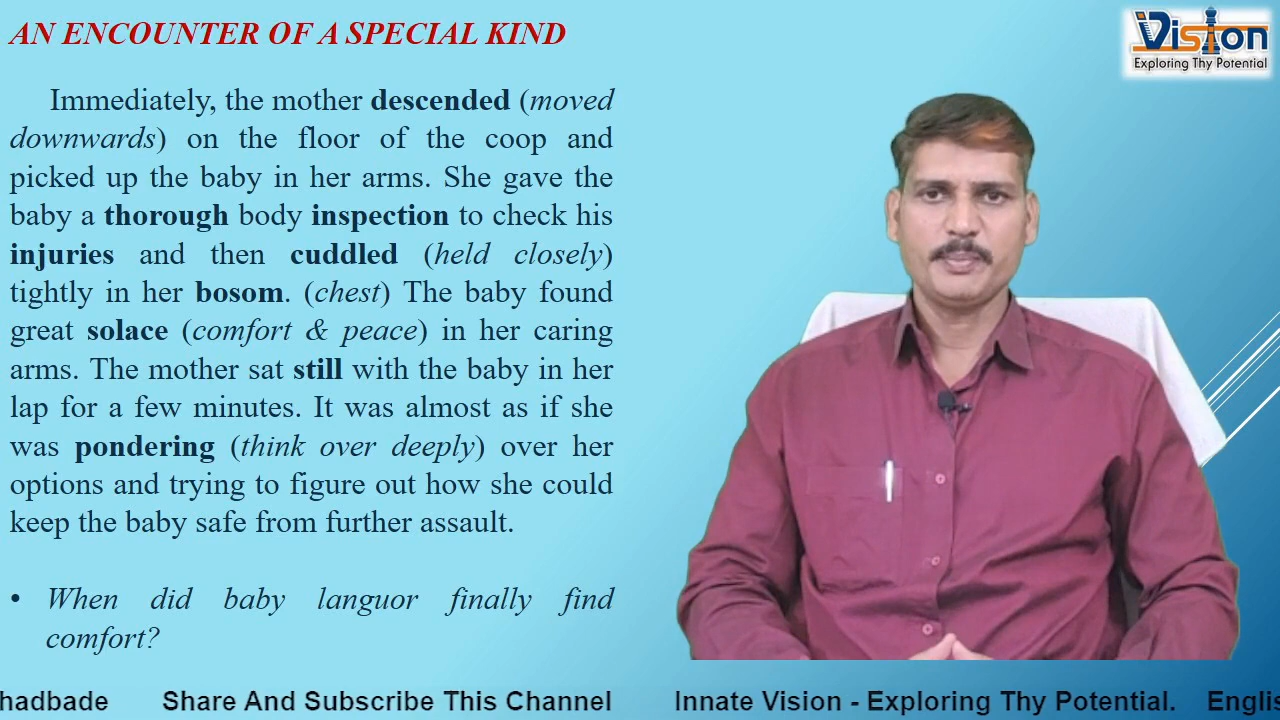 AN ENCOUNTER OF A SPECIAL KIND
Vision
Exploring Thy Potential
Immediately, the mother descended (moved
downwards) on the floor of the coop and
picked up the baby in her arms. She gave the
baby a thorough body inspection to check his
injuries and then cuddled (held closely)
tightly in her bosom. (chest) The baby found
great solace (comfort & peace) in her caring
arms. The mother sat still with the baby in her
lap for a few minutes. It was almost as if she
was pondering (think over deeply) over her
options and trying to figure out how she could
keep the baby safe from further assault.
• When did baby languor finally find
comfort?
hadbade Share And Subscribe This Channel Innate Vision - Exploring Thy Potential. Englis